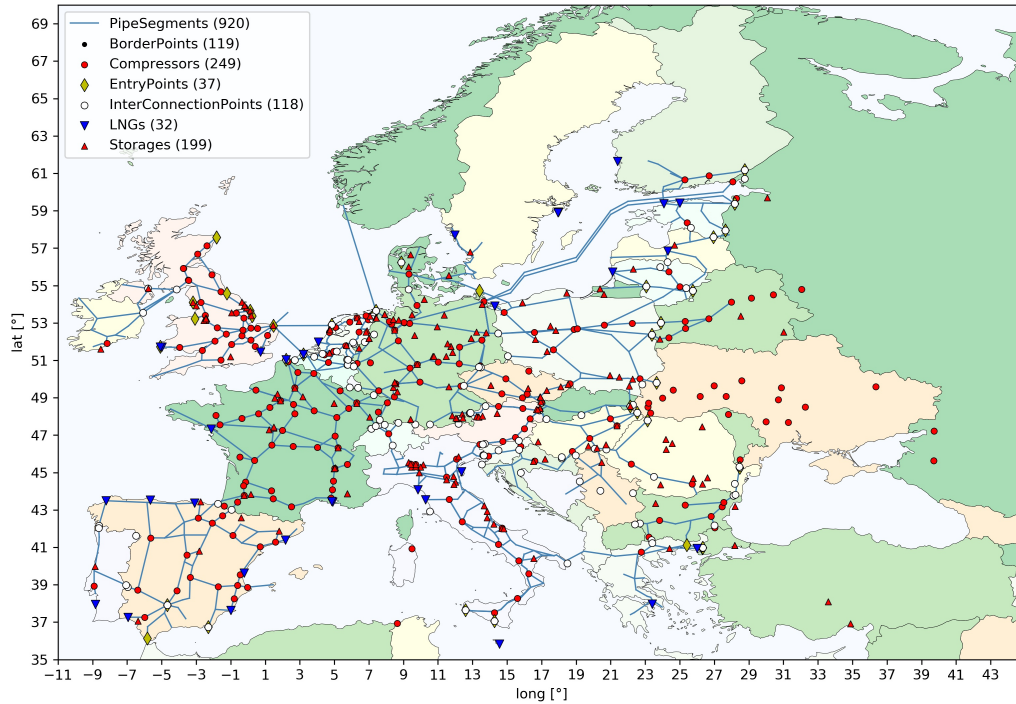 PipeSegments (920)
BorderPoints (119)
Compressors (249)
EntryPoints (37)
InterConnectionPoints (118)
LNGs (32)
Storages (199)
lat [°]
69
67
65
63
61
59
57
55
53
51
49
47
45
43
41
39
37
35
-11 -9 -7 -5 -3 -1 1 3 5 7 9 11 13 15 17 19 21 23 25 27 29 31 33 35 37 39 41 43
long [°]